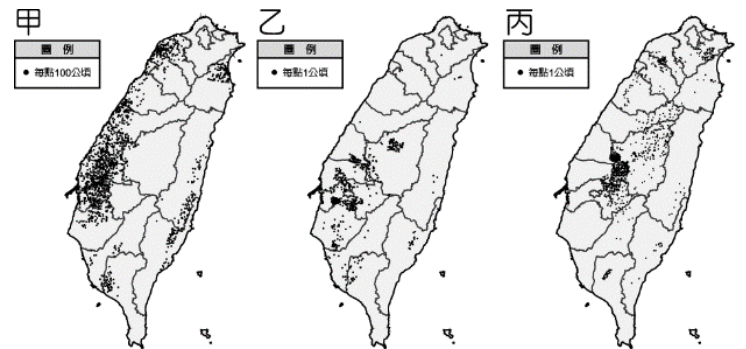 甲
圖 例
● 每點100公頃
乙
圖 例
● 每點1公頃
丙
圖 例
● 每點1公頃